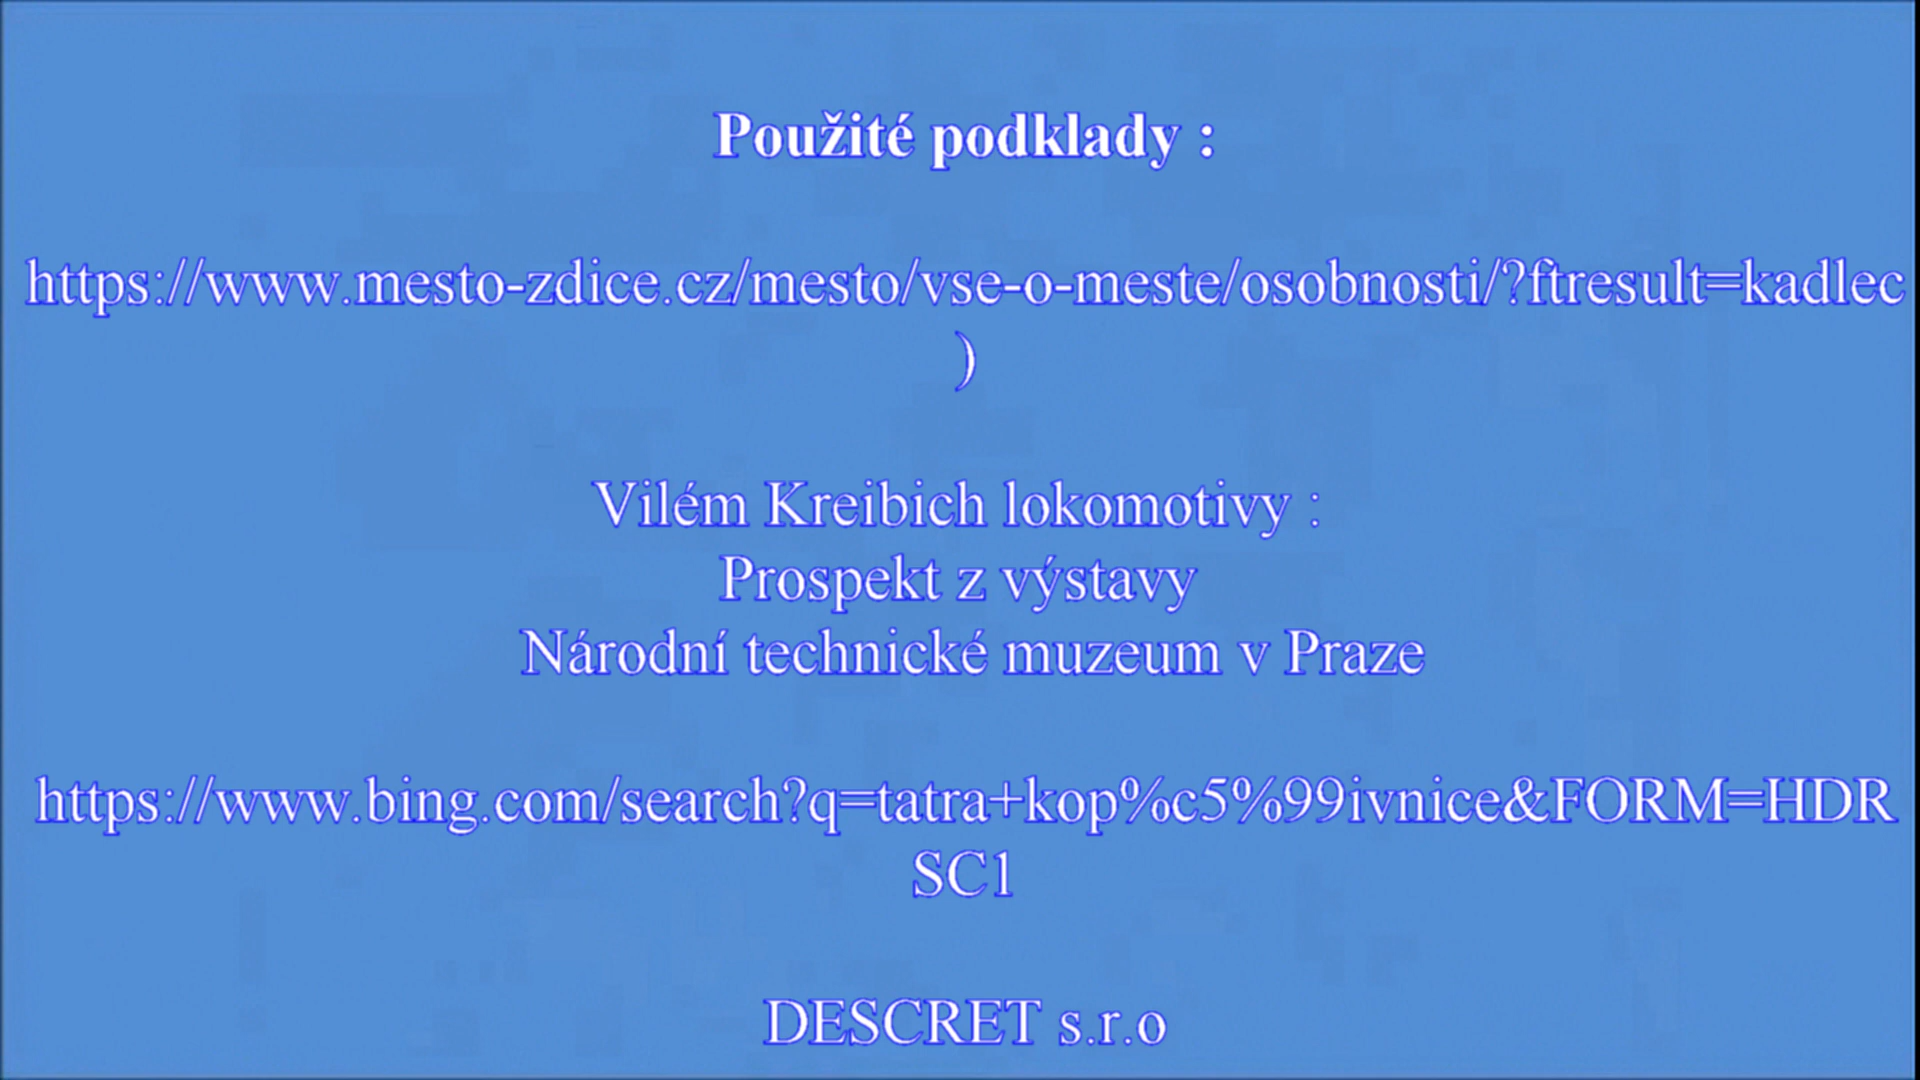 Použité podklady :
https://www.mesto-zdice.cz/mesto/vse-o-meste/osobnosti/?ftresult=kadlec
)
Vilém Kreibich lokomotivy :
Prospekt z výstavy
Národní technické muzeum v Praze
https://www.bing.com/search?q=tatra+kop%c5%99ivnice&FORM=HDR
SC1
DESCRET s.r.o